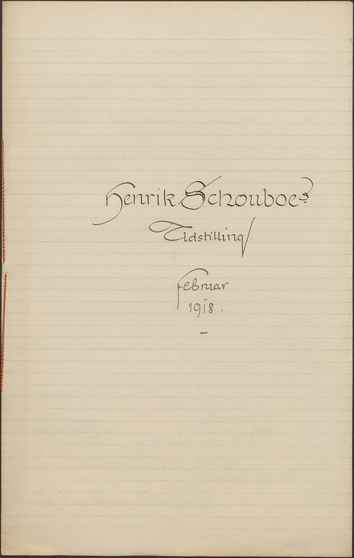 Henrik Schouboes
Udstilling
Februar
1918.